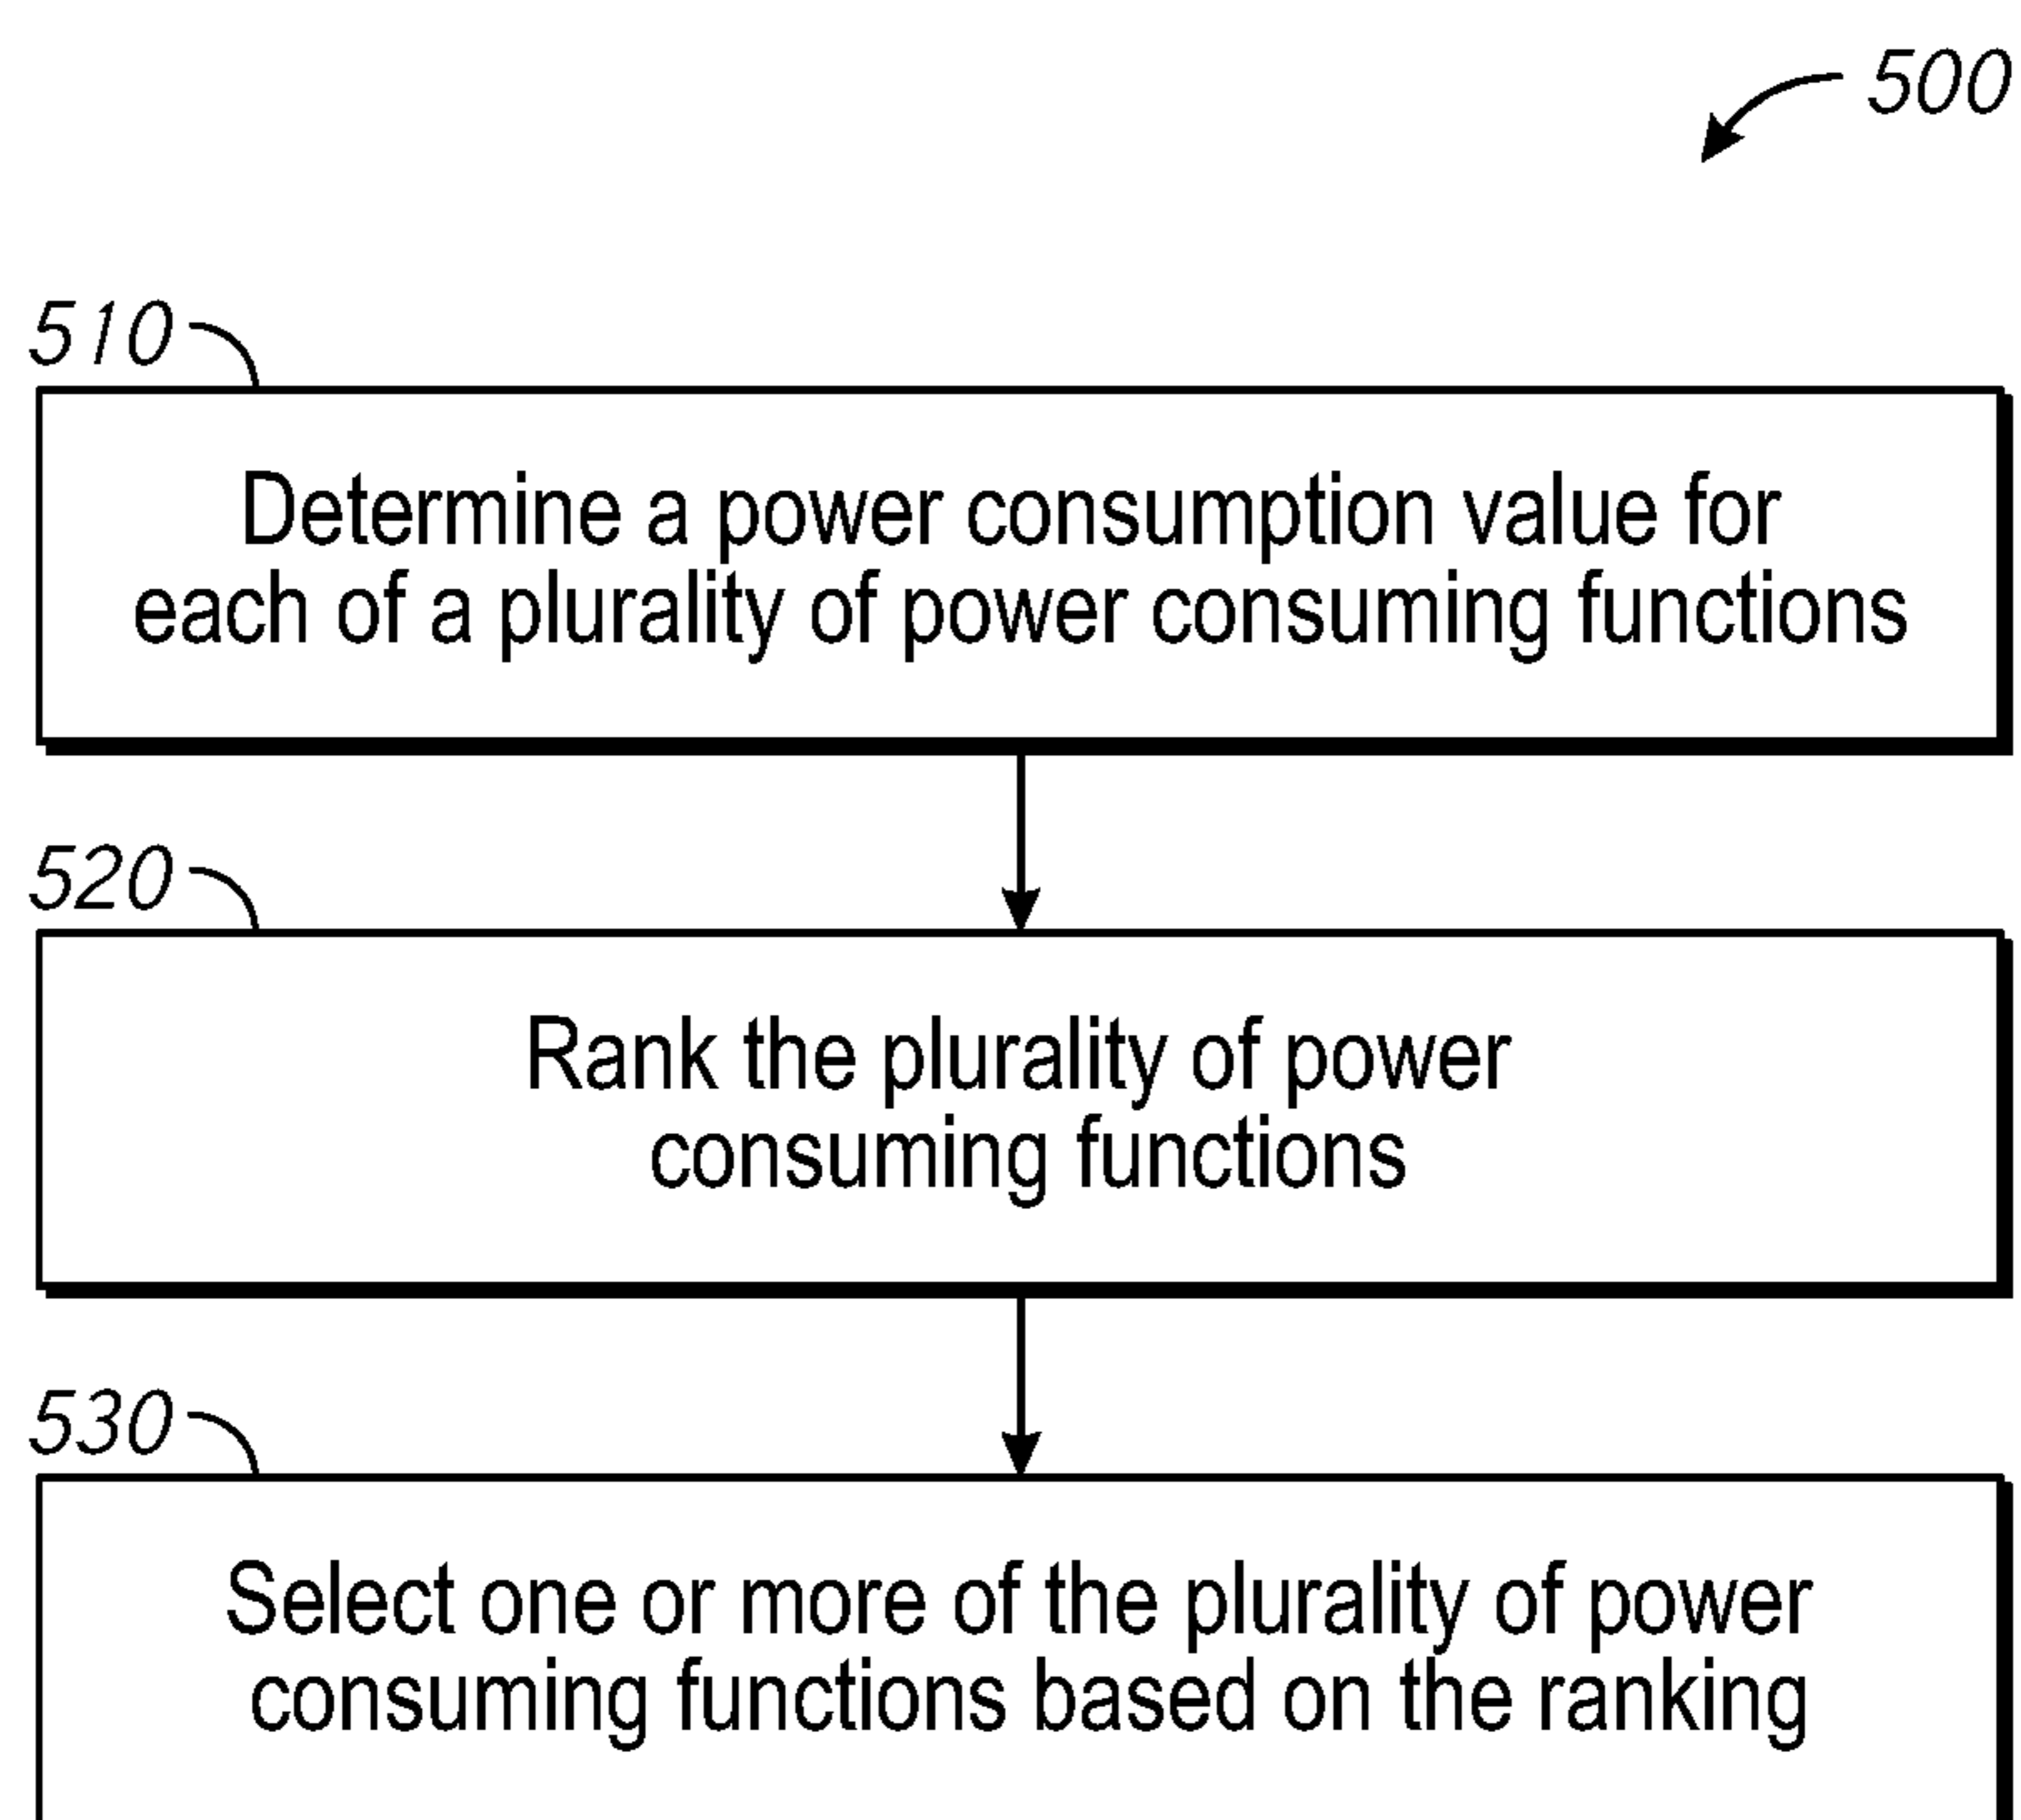 500
510
Determine a power consumption value for
each of a plurality of power consuming functions
520
Rank the plurality of power
consuming functions
530
Select one or more of the plurality of power
consuming functions based on the ranking